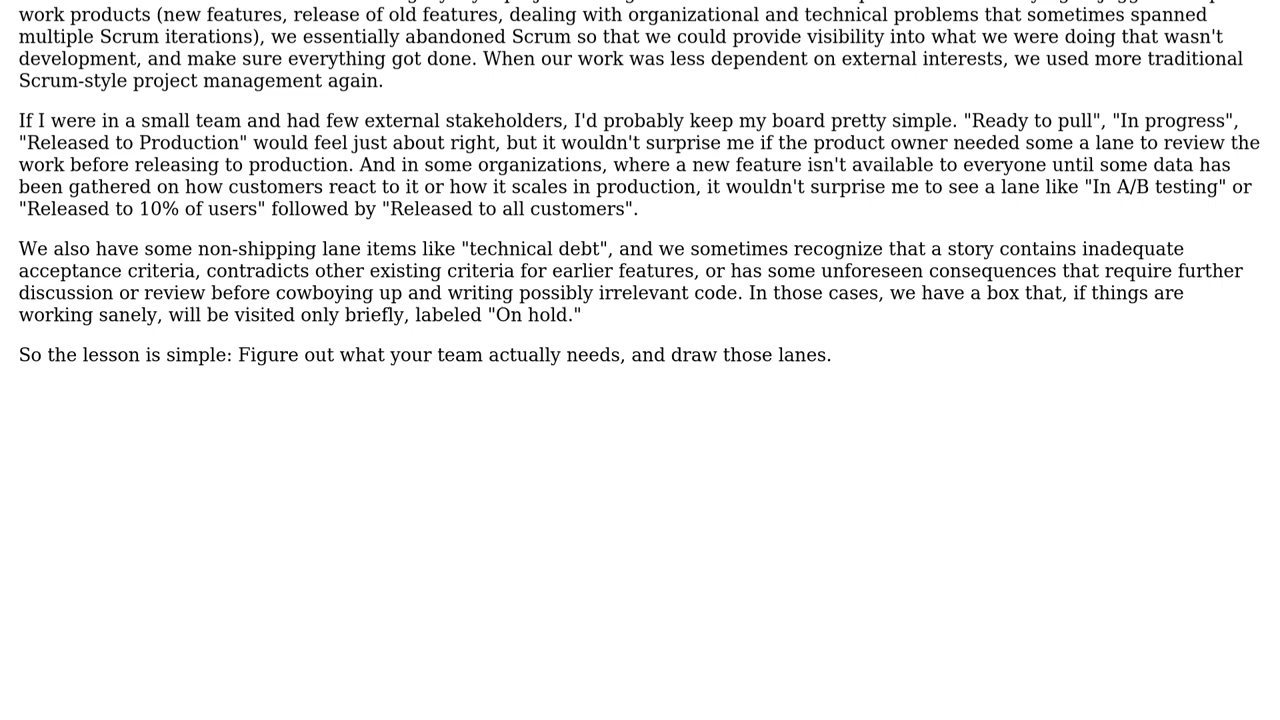 work products (new features, release of old features, dealing with organizational and technical problems that sometimes spanned
multiple Scrum iterations), we essentially abandoned Scrum so that we could provide visibility into what we were doing that wasn't
development, and make sure everything got done. When our work was less dependent on external interests, we used more traditional
Scrum-style project management again.
If I were in a small team and had few external stakeholders, I'd probably keep my board pretty simple. "Ready to pull", "In progress",
"Released to Production" would feel just about right, but it wouldn't surprise me if the product owner needed some a lane to review the
work before releasing to production. And in some organizations, where a new feature isn't available to everyone until some data has
been gathered on how customers react to it or how it scales in production, it wouldn't surprise me to see a lane like "In A/B testing" or
"Released to 10% of users" followed by "Released to all customers".
We also have some non-shipping lane items like "technical debt", and we sometimes recognize that a story contains inadequate
acceptance criteria, contradicts other existing criteria for earlier features, or has some unforeseen consequences that require further
discussion or review before cowboying up and writing possibly irrelevant code. In those cases, we have a box that, if things are
working sanely, will be visited only briefly, labeled "On hold."
So the lesson is simple: Figure out what your team actually needs, and draw those lanes.